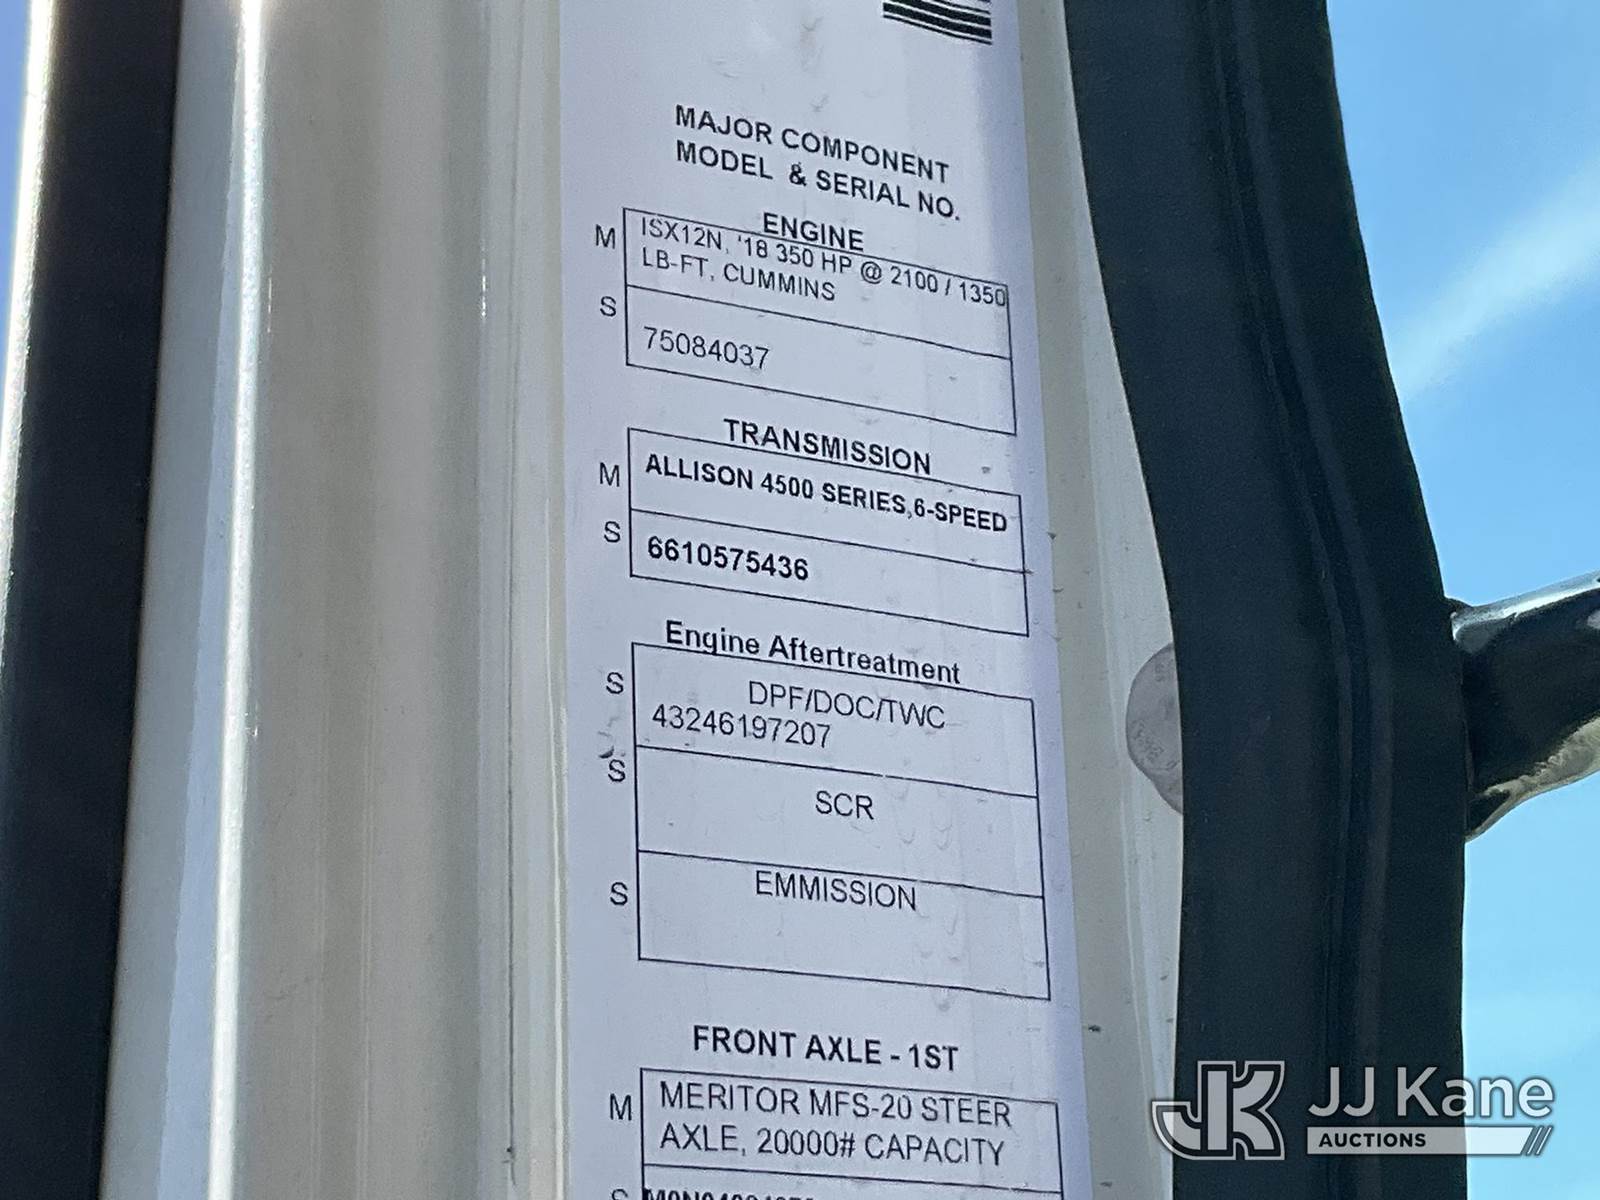 MAJOR COMPONENT
MODEL & SERIAL NO.
ENGINE
M
ISX12N, '18 350 HP @ 2100 / 1350
LB-FT, CUMMINS
S
75084037
TRANSMISSION
M
ALLISON 4500 SERIES,6-SPEED
S
6610575436
Engine Aftertreatment
S
DPF/DOC/TWC
43246197207
S
SCR
S
EMMISSION
FRONT AXLE - 1ST
M
MERITOR MFS-20 STEER
AXLE, 20000# CAPACITY
S
JK JJ Kane
AUCTIONS